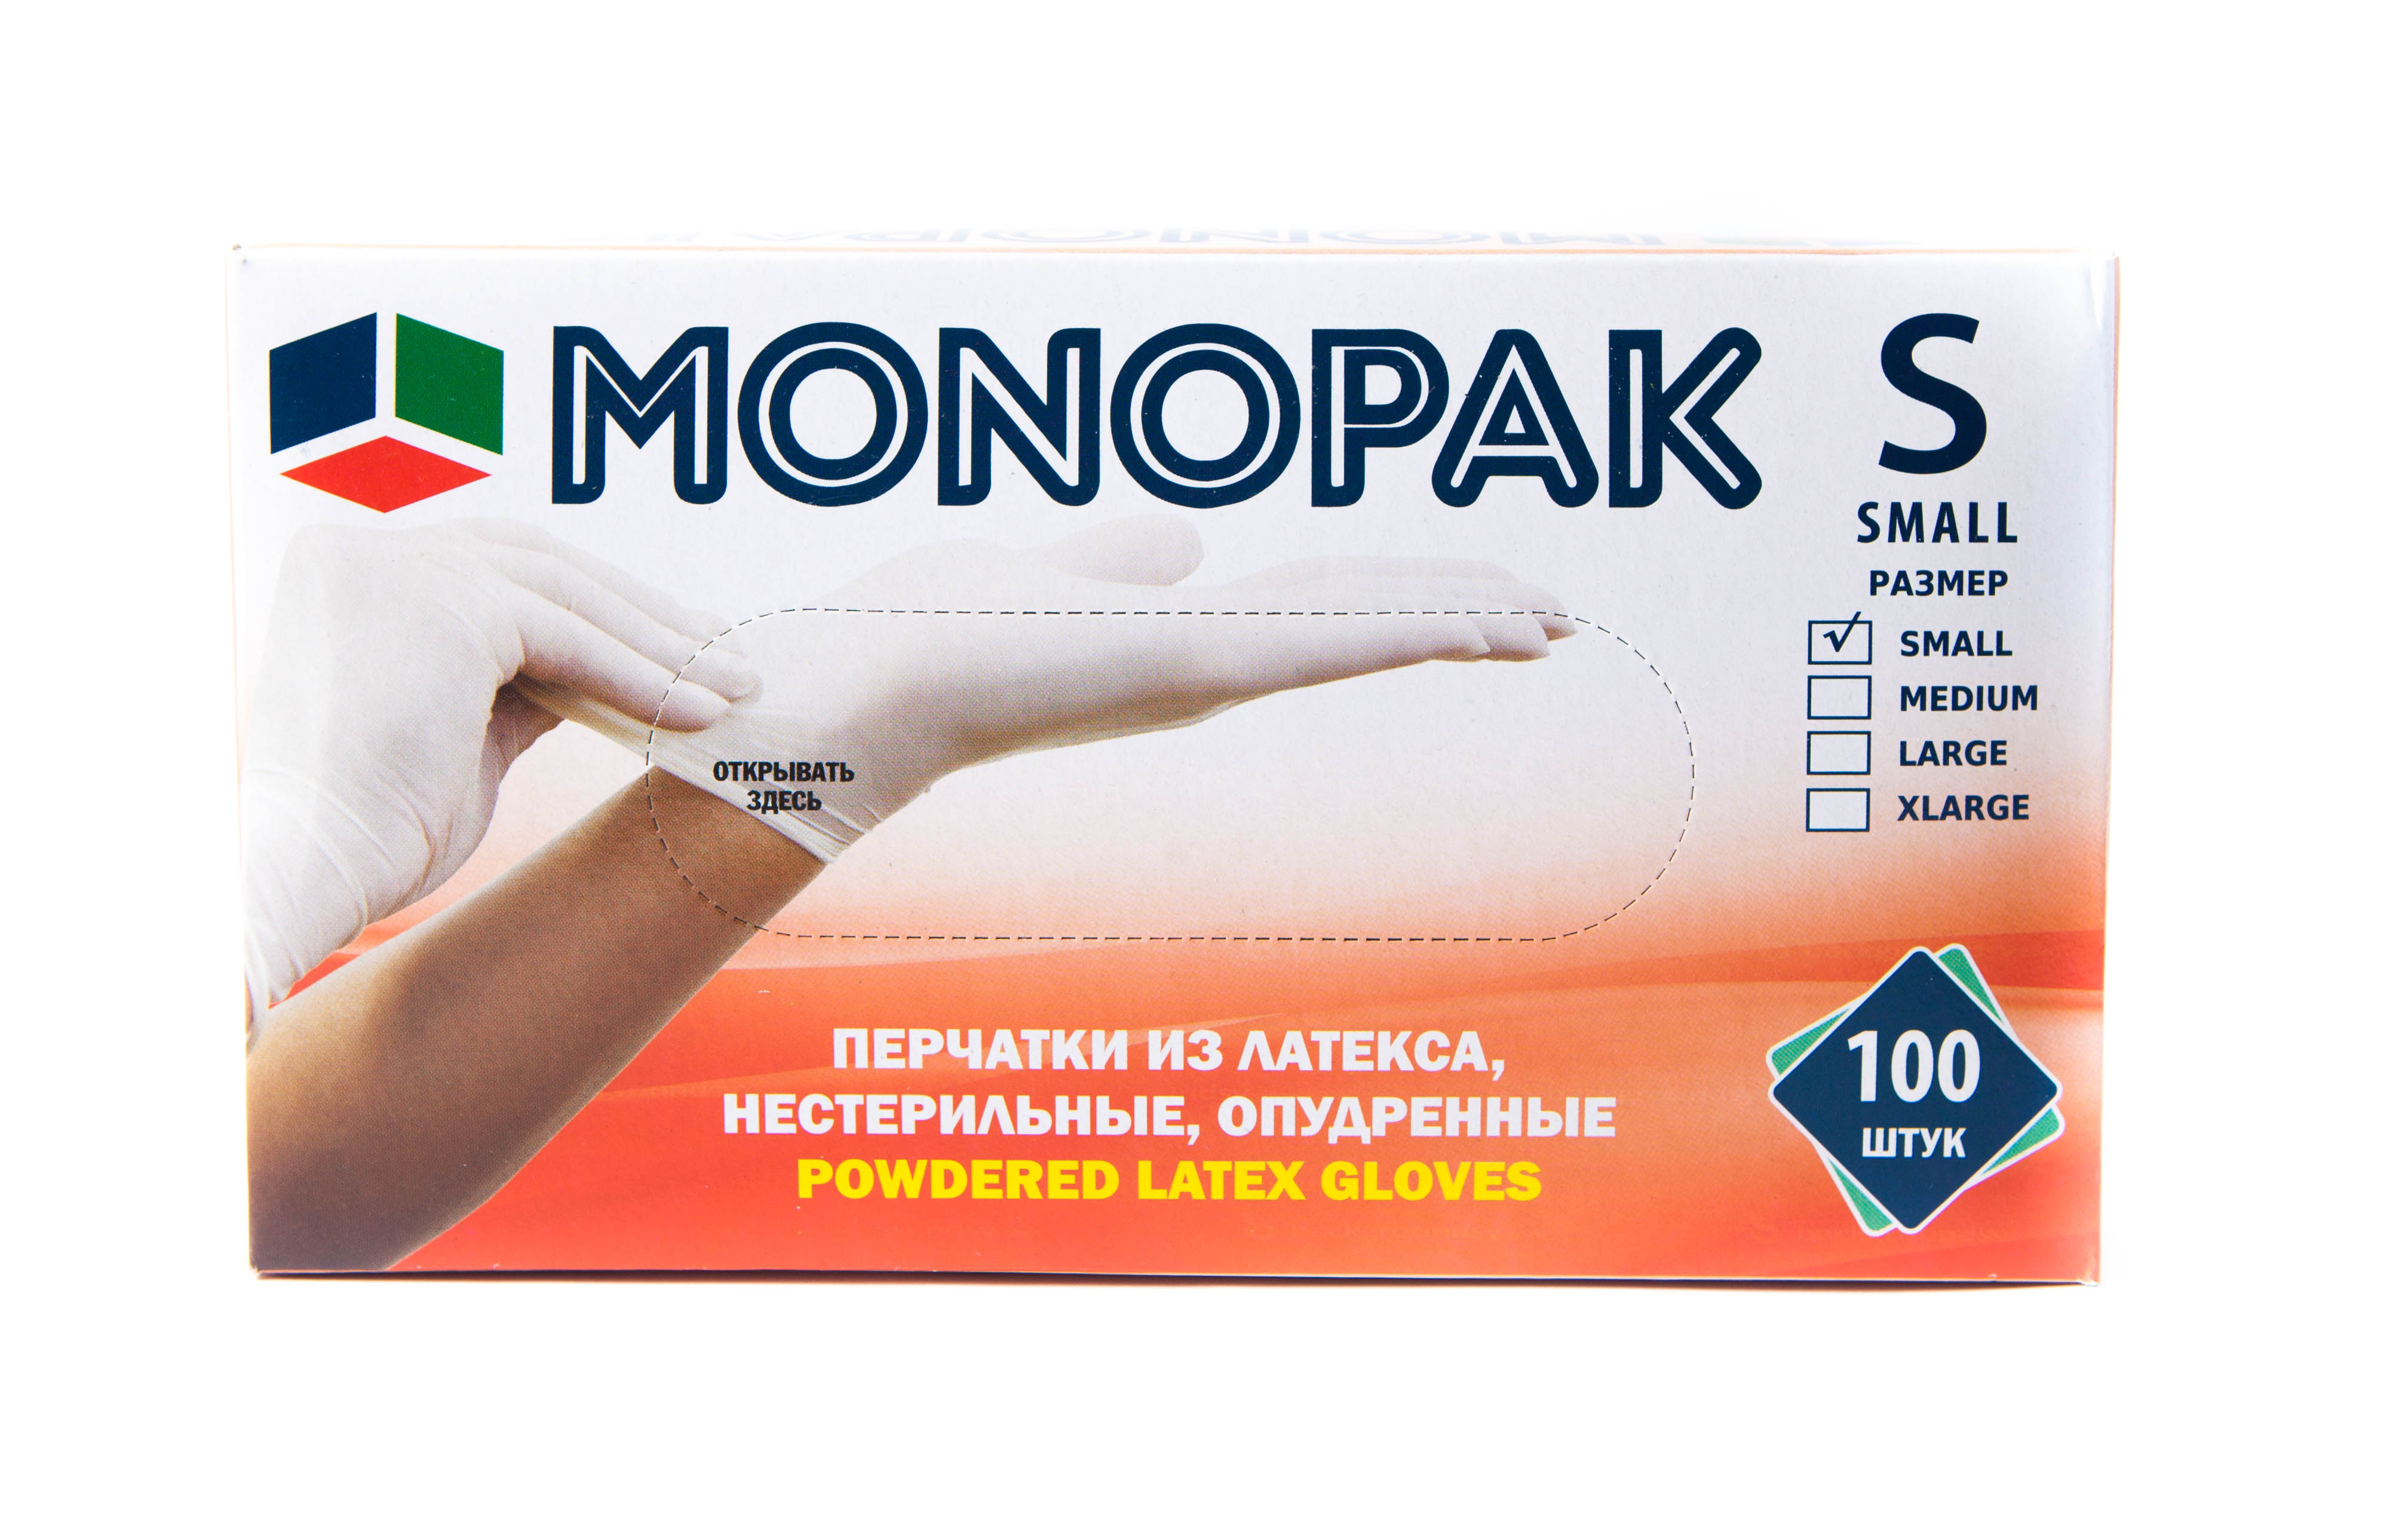 MONOPAK S
SMALL
РАЗМЕР
SMALL
MEDIUM
LARGE
XLARGE
ОТКРЫВАТЬ
ЗДЕСЬ
ПЕРЧАТКИ ИЗ ЛАТЕКСА,
НЕСТЕРИЛЬНЫЕ, ОПУДРЕННЫЕ
POWDERED LATEX GLOVES
100
ШТУК